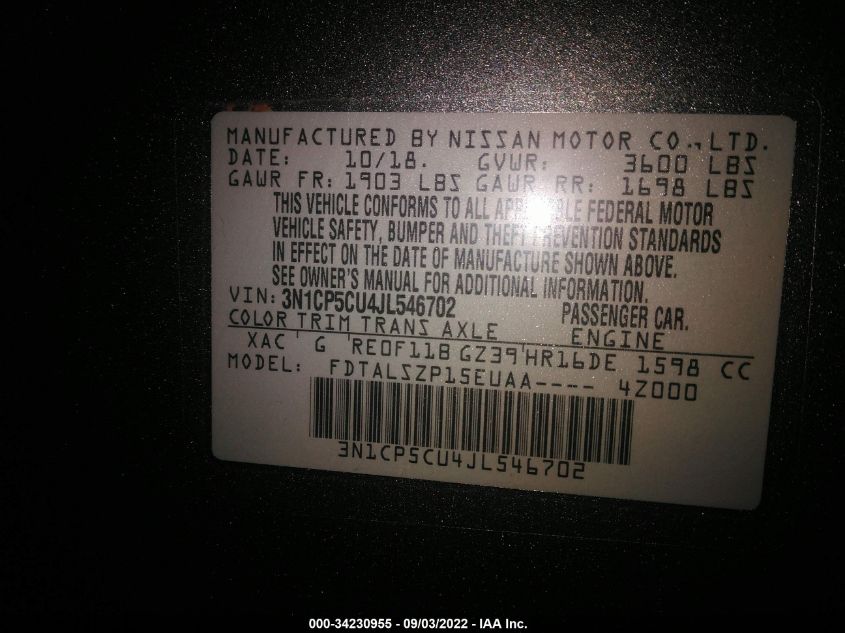 MANUFACTURED BY NISSAN MOTOR CO., LTD.
DATE: 10/18. GVWR: 3600 LBS
GAWR FR: 1903 LBS GAWR RR: 1698 LBS
THIS VEHICLE CONFORMS TO ALL FEDERAL MOTOR
VEHICLE SAFETY, BUMPER AND THEFT PREVENTION STANDARDS
IN EFFECT ON THE DATE OF MANUFACTURE SHOWN ABOVE.
SEE OWNER'S MANUAL FOR ADDITIONAL INFORMATION.
VIN: 3N1CP5CU4JL546702 PASSENGER CAR.
COLOR TRIM TRANS AXLE ENGINE
XAC G RE0F11B GZ39 HR16DE 1598 CC
MODEL: FDTALSZP15EUAA---- 4Z000
3N1CP5CU4JL546702
000-34230955 - 09/03/2022 - IAA Inc.